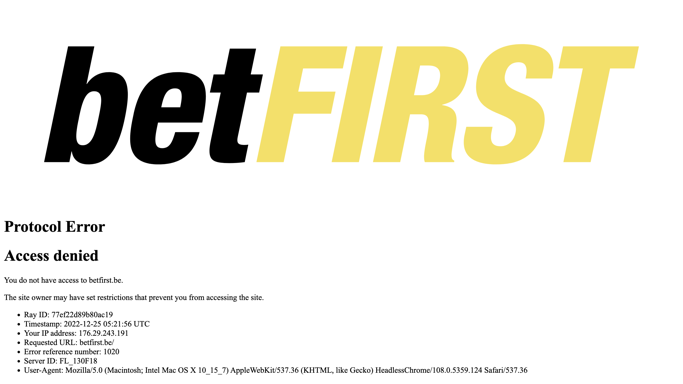 betFIRST
Protocol Error
Access denied
You do not have access to betfirst.be.
The site owner may have set restrictions that prevent you from accessing the site.
• Ray ID: 77ef22d89b80ac19
• Timestamp: 2022-12-25 05:21:56 UTC
• Your IP address: 176.29.243.191
• Requested URL: betfirst.be/
• Error reference number: 1020
• Server ID: FL_130F18
• User-Agent: Mozilla/5.0 (Macintosh; Intel Mac OS X 10_15_7) AppleWebKit/537.36 (KHTML, like Gecko) HeadlessChrome/108.0.5359.124 Safari/537.36